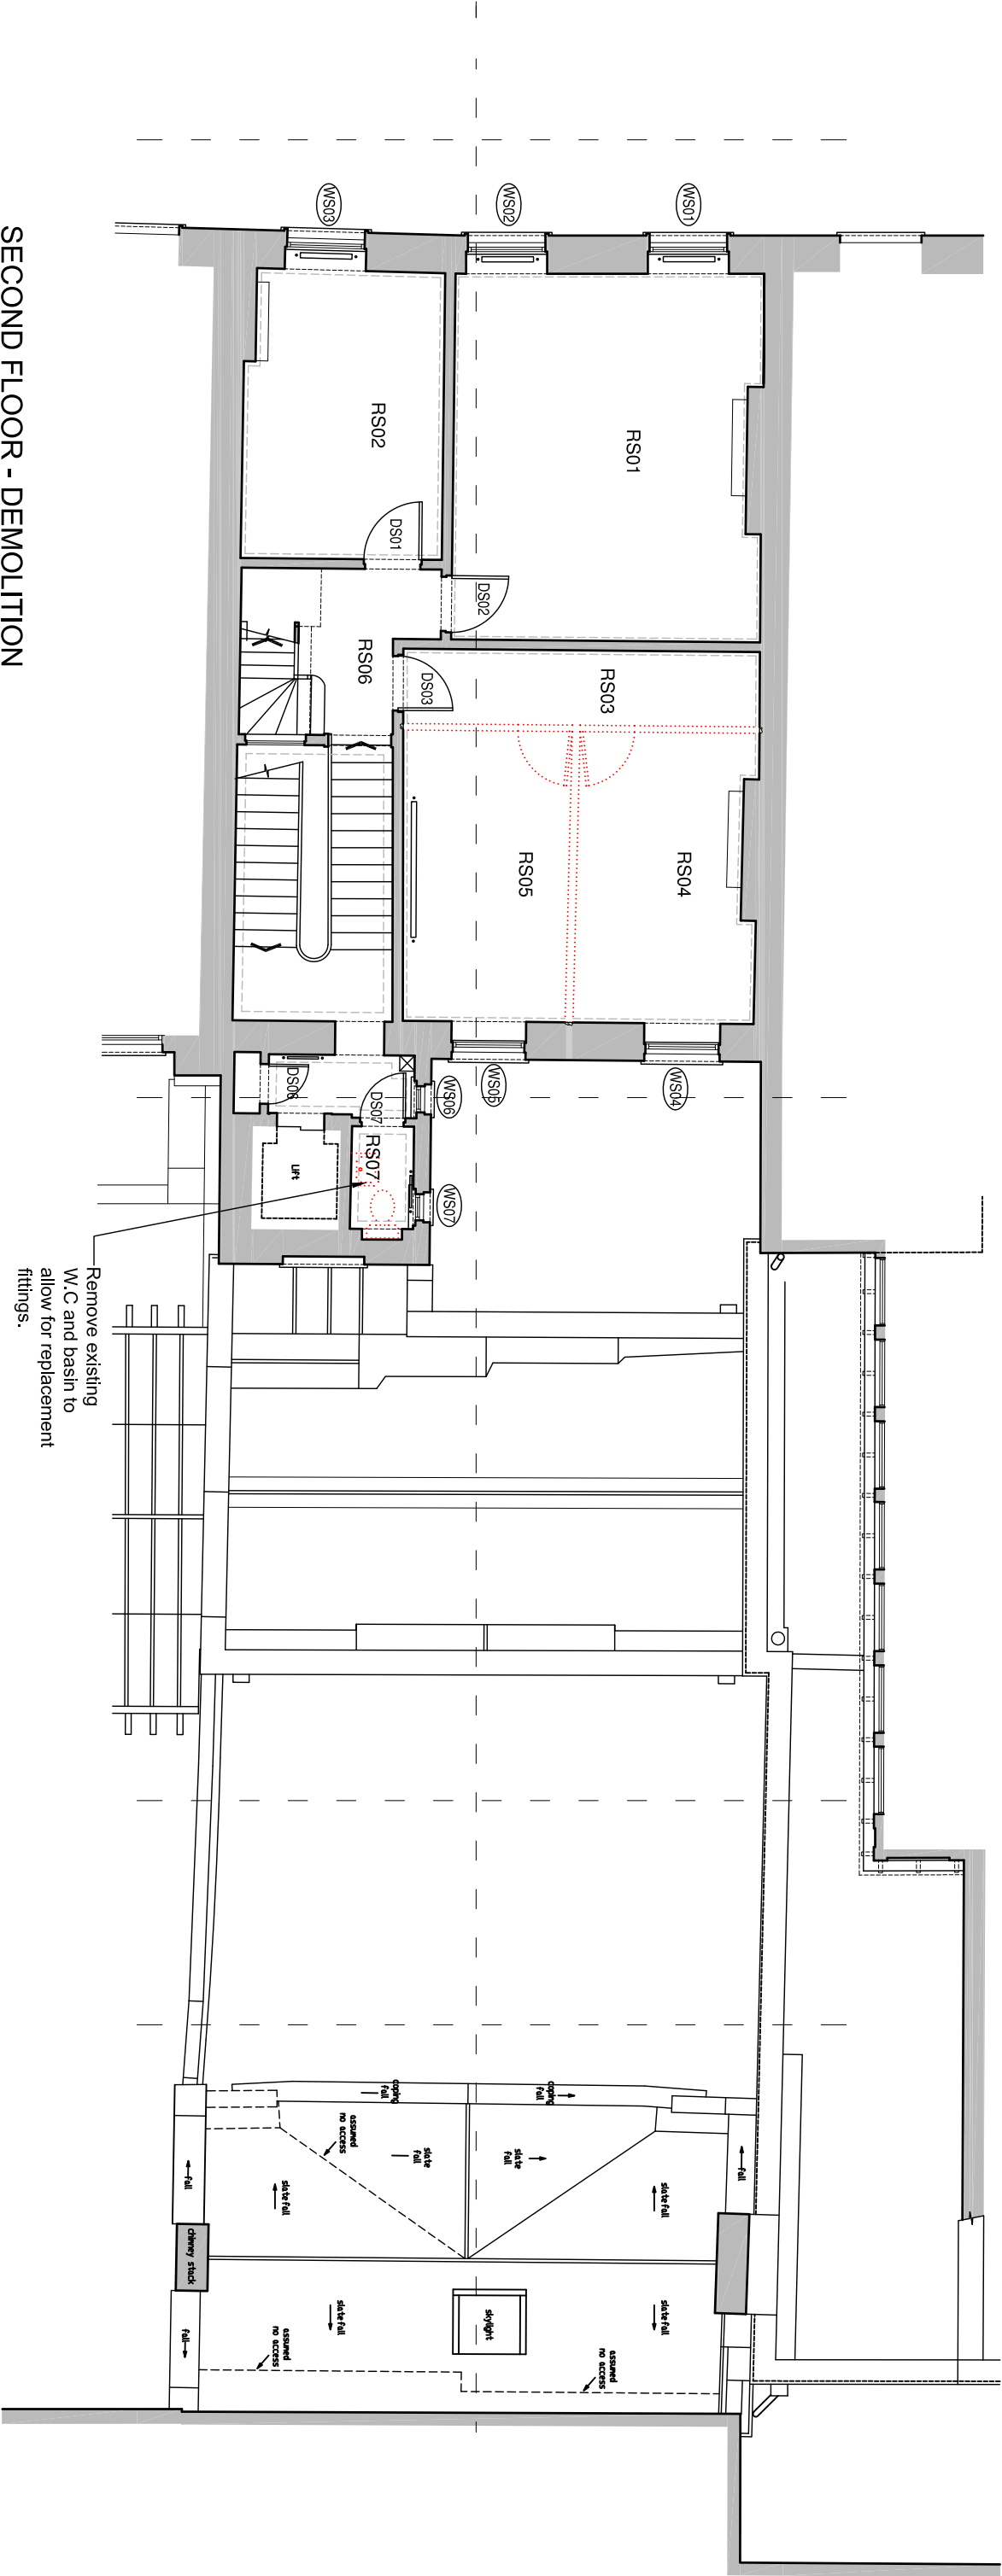 WS03
WS02
WS01
RS02
RS01
DS01
DS02
RS06
DS03
RS03
RS05
RS04
DS08
DS07
WS06
WS05
WS04
RS07
Lift
WS07
Remove existing
W.C and basin to
allow for replacement
fittings.
coping
fall
coping
fall
assumed
no access
slate
fall
slate
fall
fall
fall
slate fall
slate fall
chimney stack
skylight
slate fall
slate fall
fall
assumed
no access
assumed
no access
SECOND FLOOR - DEMOLITION